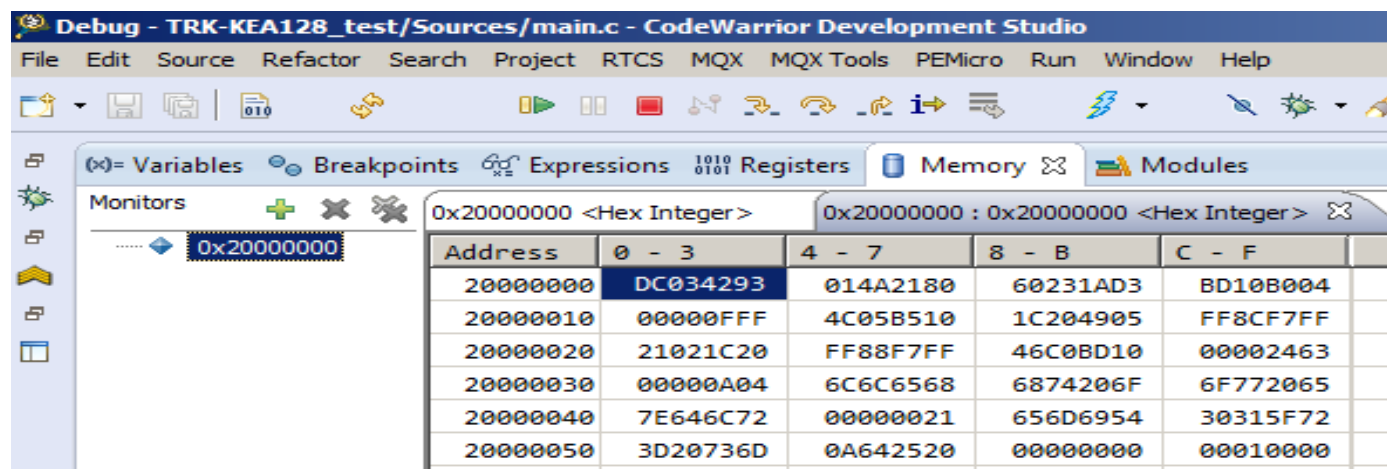 Debug - TRK-KEA128_test/Sources/main.c - CodeWarrior Development Studio
File Edit Source Refactor Search Project RTCS MQX MQX Tools PEMicro Run Window Help
(x)= Variables Breakpoints Expressions 1010 0101 Registers Memory Modules
Monitors 0x20000000 <Hex Integer> 0x20000000 : 0x20000000 <Hex Integer>
0x20000000
Address 0 - 3 4 - 7 8 - B C - F
20000000 DC034293 014A2180 60231AD3 BD10B004
20000010 00000FFF 4C05B510 1C204905 FF8CF7FF
20000020 21021C20 FF88F7FF 46C0BD10 00002463
20000030 00000A04 6C6C6568 6874206F 6F772065
20000040 7E646C72 00000021 656D6954 30315F72
20000050 3D20736D 0A642520 00000000 00010000